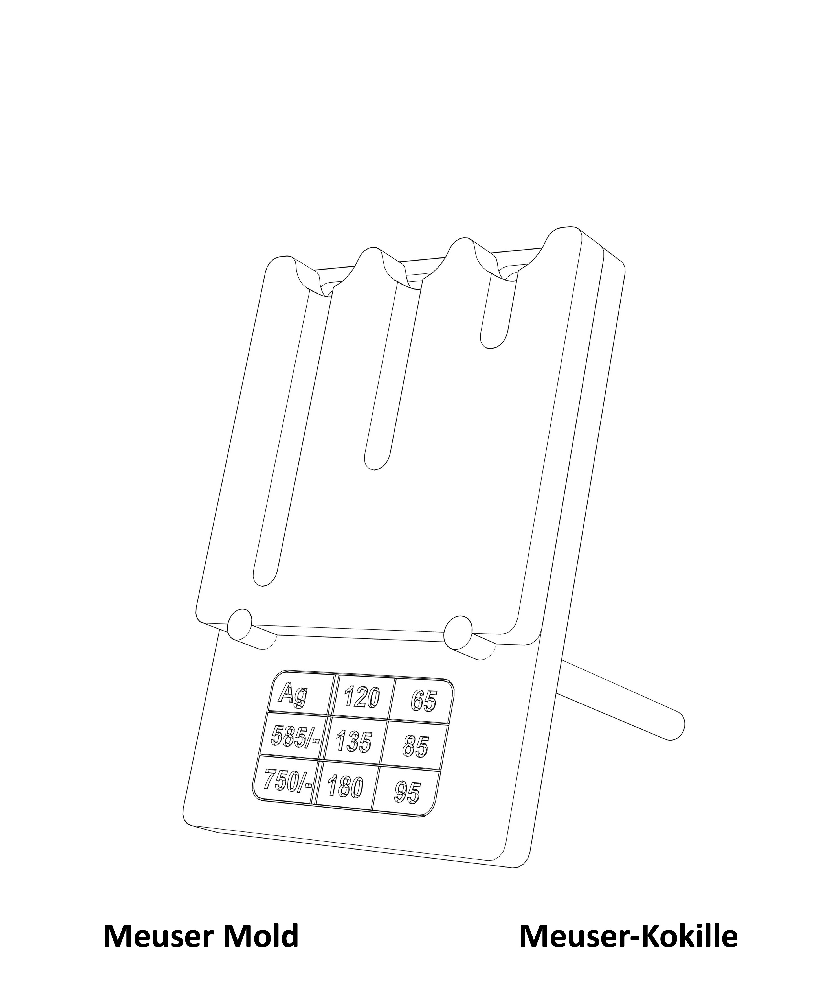 Ag 120 65
585/- 135 85
750/- 180 95
Meuser Mold Meuser-Kokille